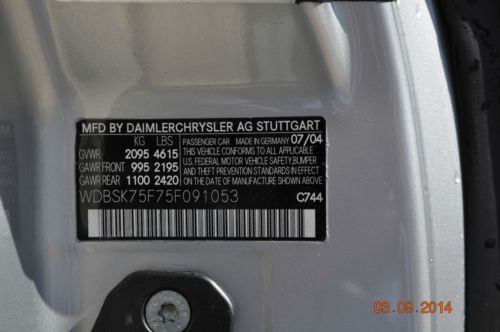 MFD BY DAIMLERCHRYSLER AG STUTTGART
KG LBS PASSENGER CAR MADE IN GERMANY 07/04
GVWR 2095 4615 THIS VEHICLE CONFORMS TO ALL APPLICABLE
GAWR FRONT 995 2195 U.S. FEDERAL MOTOR VEHICLE SAFETY, BUMPER
GAWR REAR 1100 2420 AND THEFT PREVENTION STANDARDS IN EFFECT
ON THE DATE OF MANUFACTURE SHOWN ABOVE.
WDBSK75F75F091053 C744
03.09.2014